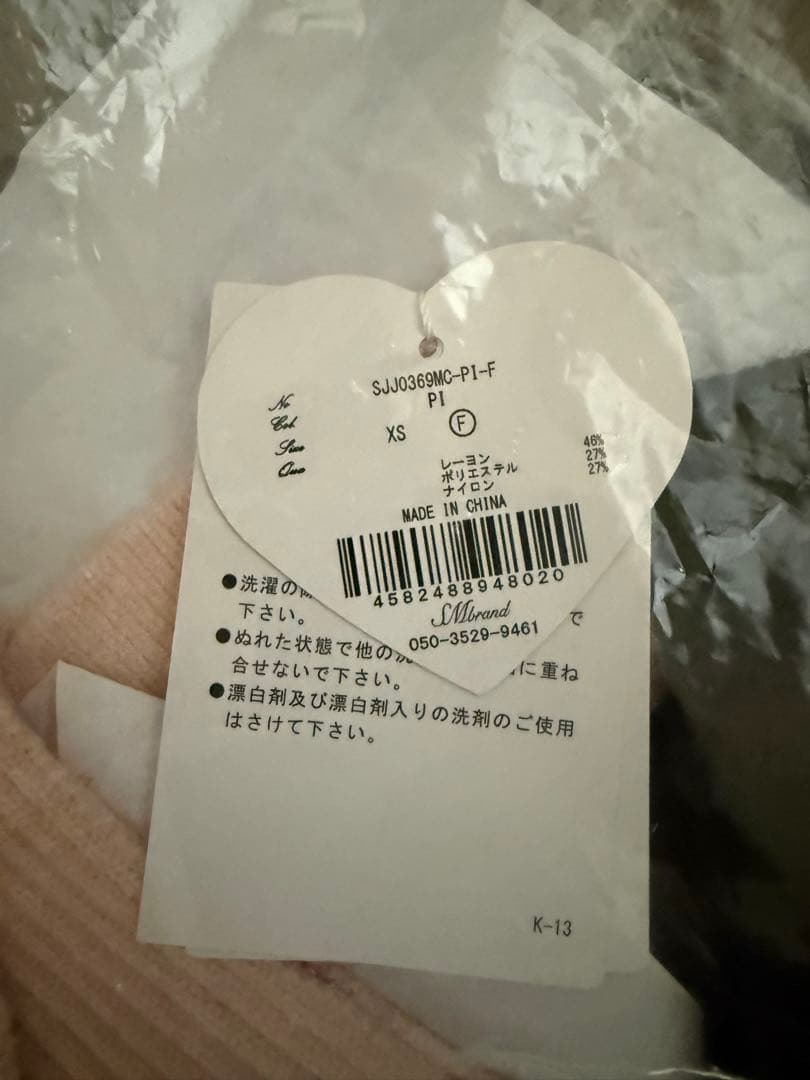 No SJJ0369MC-PI-F
Col PI
Size XS Ⓕ
Qua レーヨン 46%
ポリエステル 27%
ナイロン 27%
MADE IN CHINA
4582488948020
SMbrand
050-3529-9461
●洗濯の
下さい。 で
●ぬれた状態で他の洗 に重ね
合せないで下さい。
●漂白剤及び漂白剤入りの洗剤のご使用
はさけて下さい。
K-13